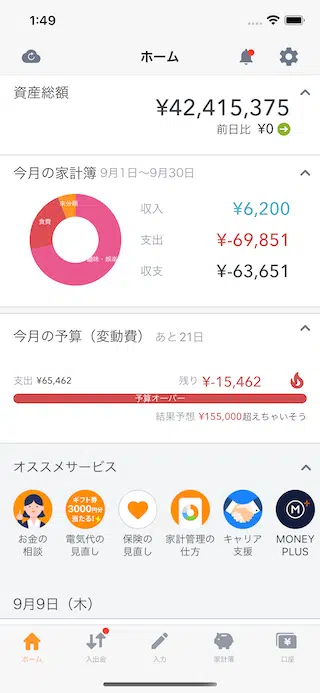 1:49
ホーム
資産総額
¥42,415,375
前日比 ¥0
今月の家計簿 9月1日〜9月30日
未分類
食費
趣味・娯楽
収入 ¥6,200
支出 ¥-69,851
収支 ¥-63,651
今月の予算（変動費） あと21日
支出 ¥65,462 残り ¥-15,462
予算オーバー
結果予想 ¥155,000超えちゃいそう
オススメサービス
ギフト券
3000円分
当たる!
お金の
相談
電気代の
見直し
保険の
見直し
家計管理の
仕方
キャリア
支援
M
MONEY
PLUS
9月9日（木）
ホーム 入出金 入力 家計簿 口座